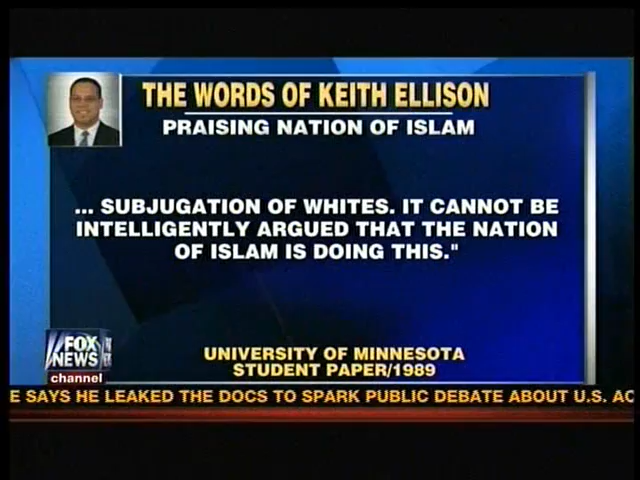 THE WORDS OF KEITH ELLISON
PRAISING NATION OF ISLAM
... SUBJUGATION OF WHITES. IT CANNOT BE
INTELLIGENTLY ARGUED THAT THE NATION
OF ISLAM IS DOING THIS."
UNIVERSITY OF MINNESOTA
STUDENT PAPER/1989
FOX
NEWS
channel
E SAYS HE LEAKED THE DOCS TO SPARK PUBLIC DEBATE ABOUT U.S. AC